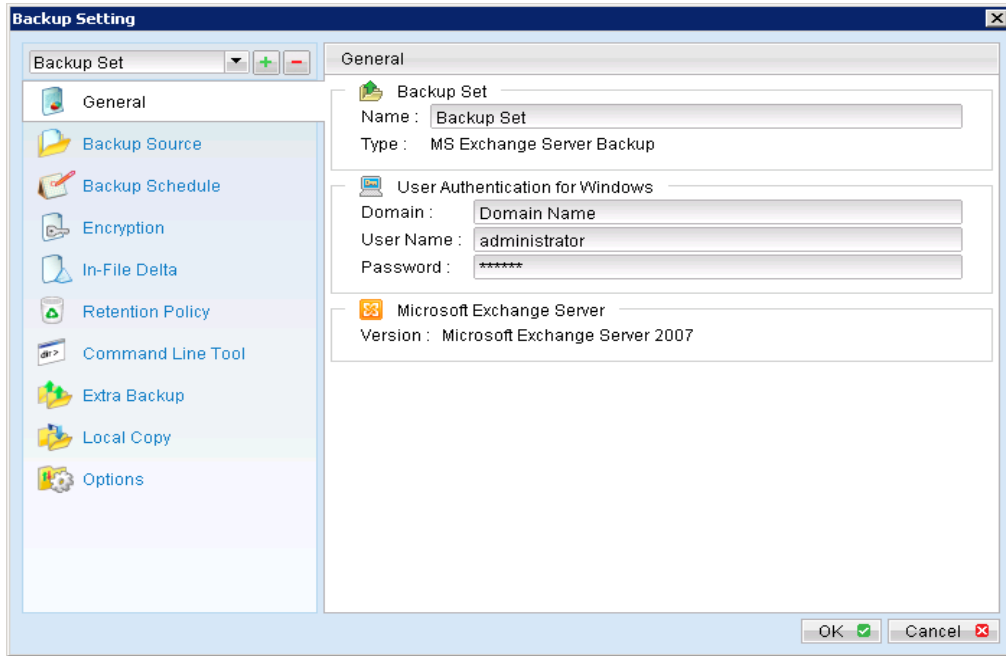 Backup Setting
Backup Set
General
Backup Source
Backup Schedule
Encryption
In-File Delta
Retention Policy
dir>
Command Line Tool
Extra Backup
Local Copy
Options
General
Backup Set
Name : Backup Set
Type : MS Exchange Server Backup
User Authentication for Windows
Domain : Domain Name
User Name : administrator
Password : ******
Microsoft Exchange Server
Version : Microsoft Exchange Server 2007
OK
Cancel